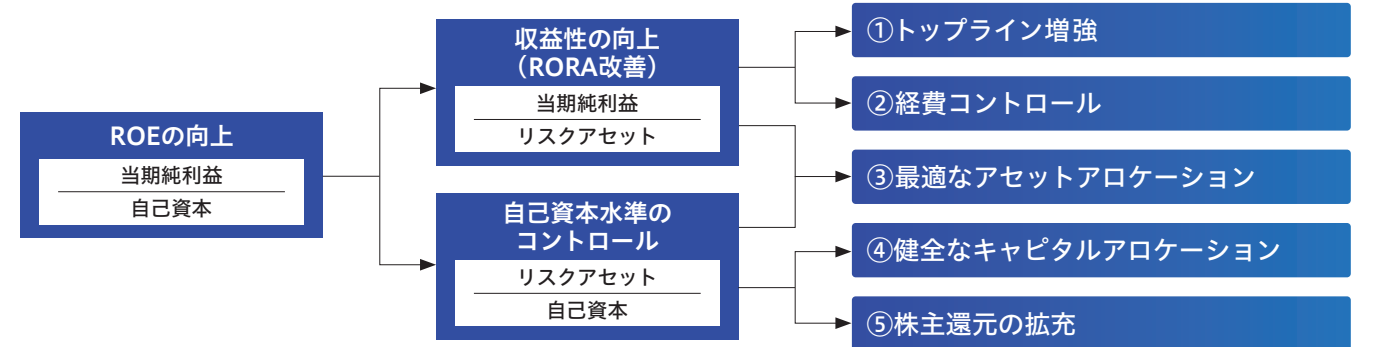 ROEの向上
当期純利益
自己資本
収益性の向上
（RORA改善）
当期純利益
リスクアセット
自己資本水準の
コントロール
リスクアセット
自己資本
①トップライン増強
②経費コントロール
③最適なアセットアロケーション
④健全なキャピタルアロケーション
⑤株主還元の拡充